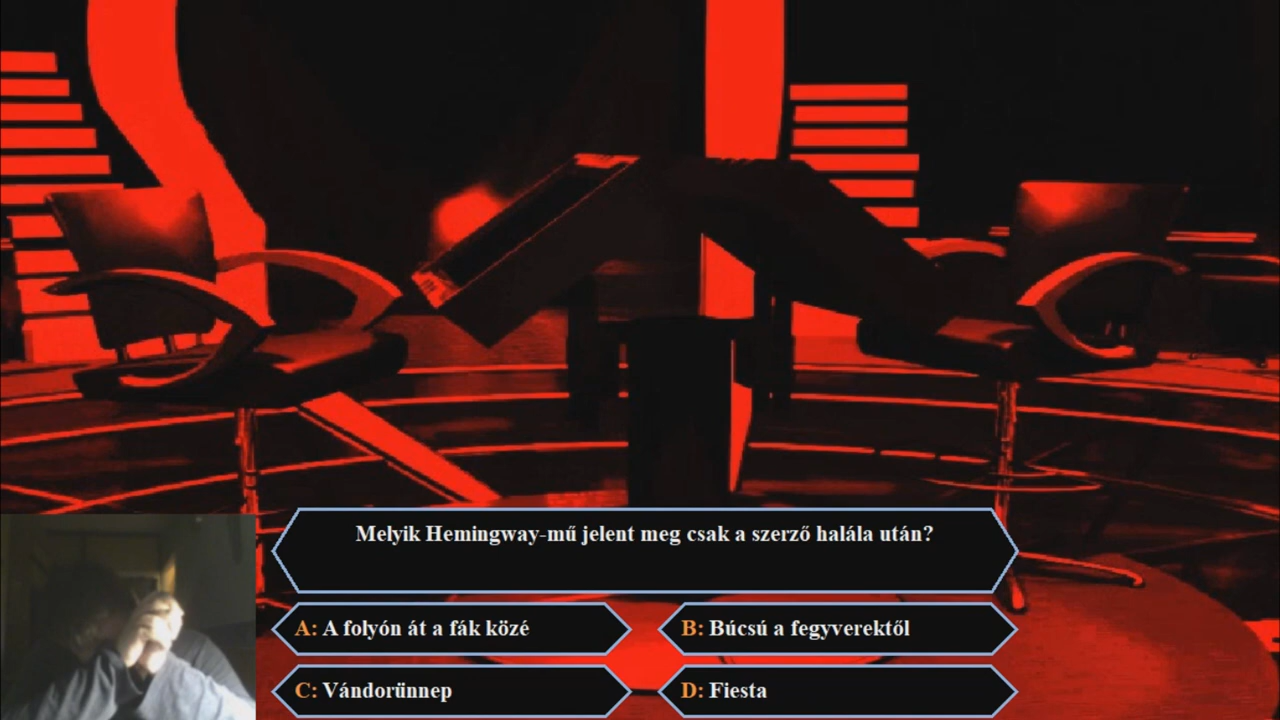 Melyik Hemingway-mű jelent meg csak a szerző halála után?
A: A folyón át a fák közé
B: Búcsú a fegyverektől
C: Vándorünnep
D: Fiesta